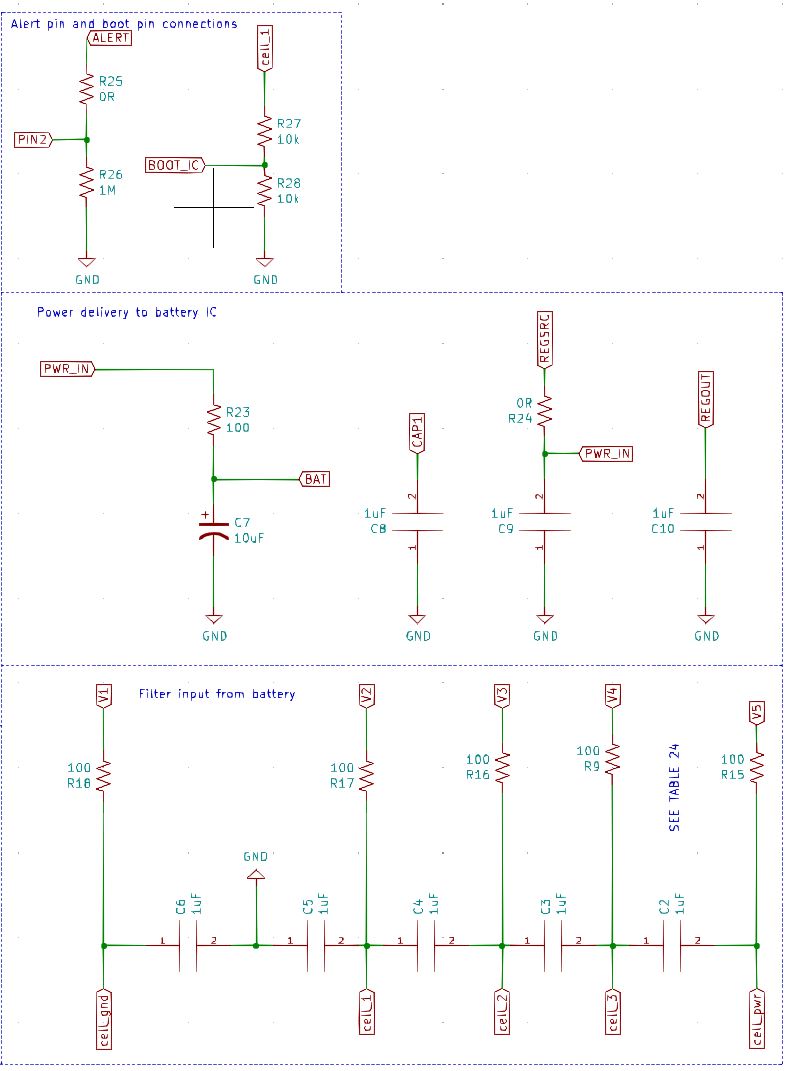 Alert pin and boot pin connections
ALERT
cell_1
R25
0R
R27
10k
PIN2
BOOT_IC
R26
1M
R28
10k
GND
GND
Power delivery to battery IC
REGSRC
PWR_IN
REGOUT
R23
100
0R
R24
CAP1
PWR_IN
BAT
2
2
2
+
C7
10uF
1uF
C8
1uF
C9
1uF
C10
1
1
1
GND
GND
GND
GND
Filter input from battery
V1
V2
V3
V4
V5
100
R18
100
R17
100
R16
100
R9
SEE TABLE 24
100
R15
GND
C6
1uF
C5
1uF
C4
1uF
C3
1uF
C2
1uF
1
2
1
2
1
2
1
2
1
2
cell_gnd
cell_1
cell_2
cell_3
cell_pwr